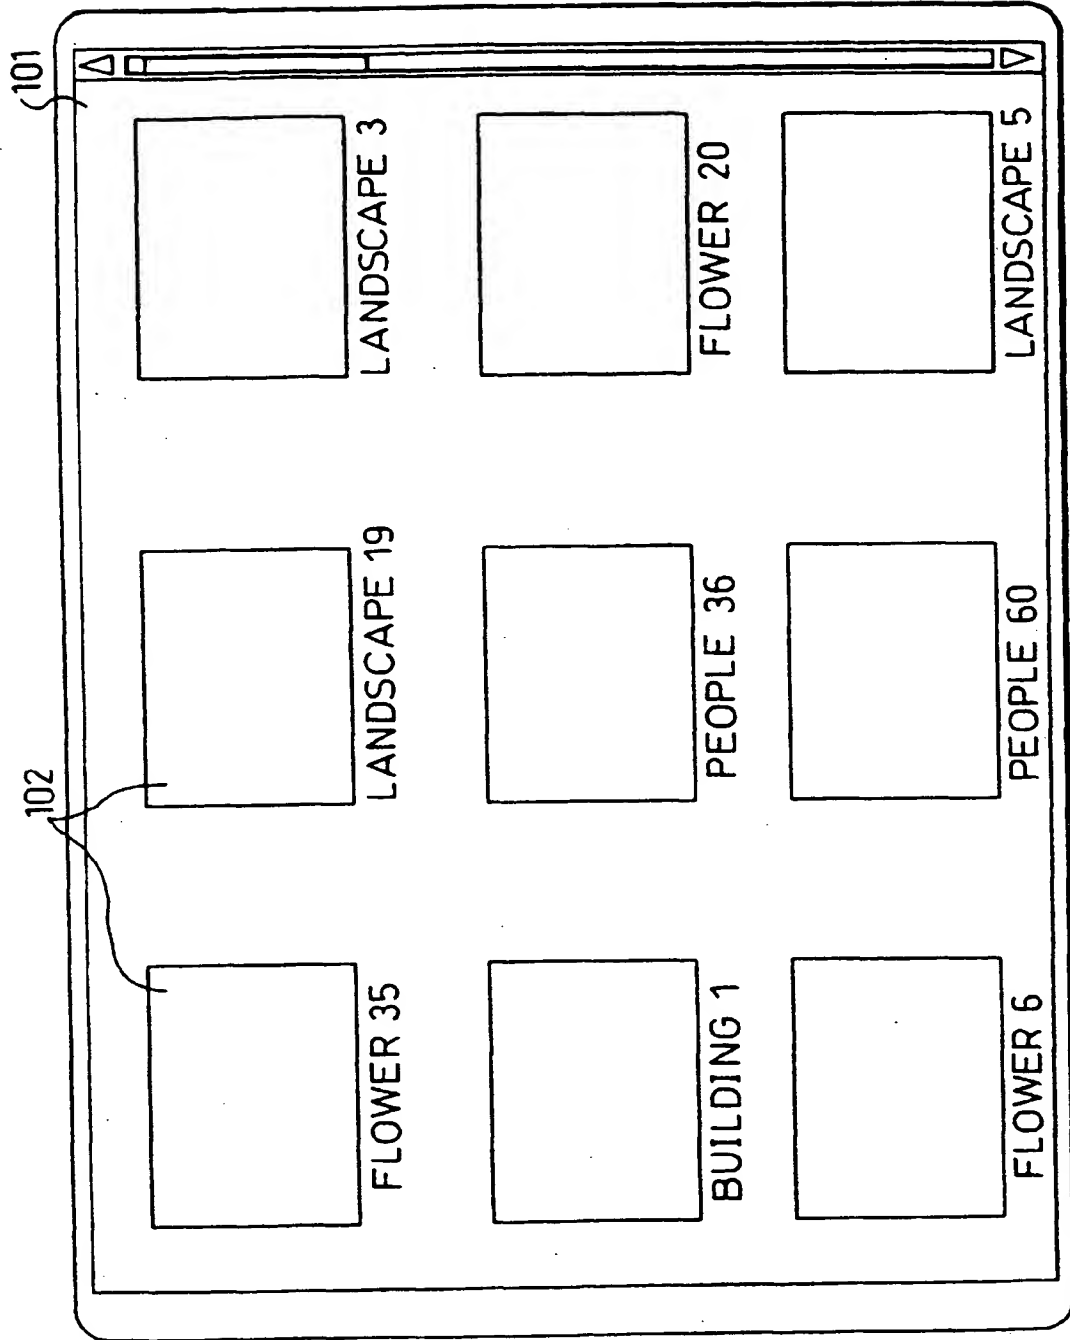 102 101
FLOWER 35 LANDSCAPE 19 LANDSCAPE 3
BUILDING 1 PEOPLE 36 FLOWER 20
FLOWER 6 PEOPLE 60 LANDSCAPE 5